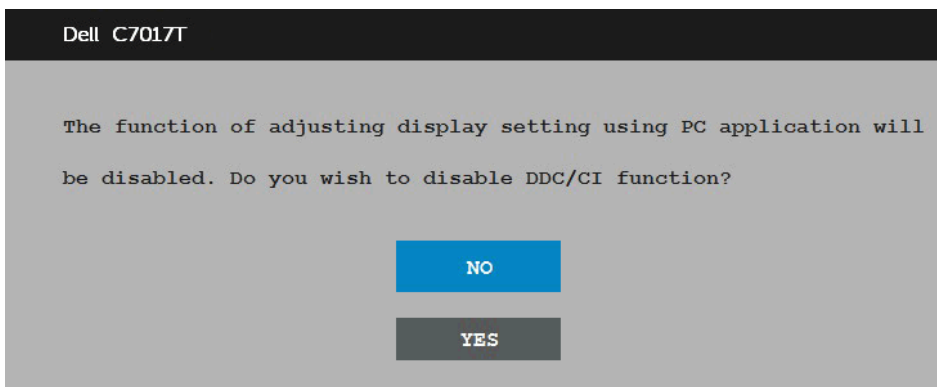 Dell C7017T
The function of adjusting display setting using PC application will
be disabled. Do you wish to disable DDC/CI function?
NO
YES